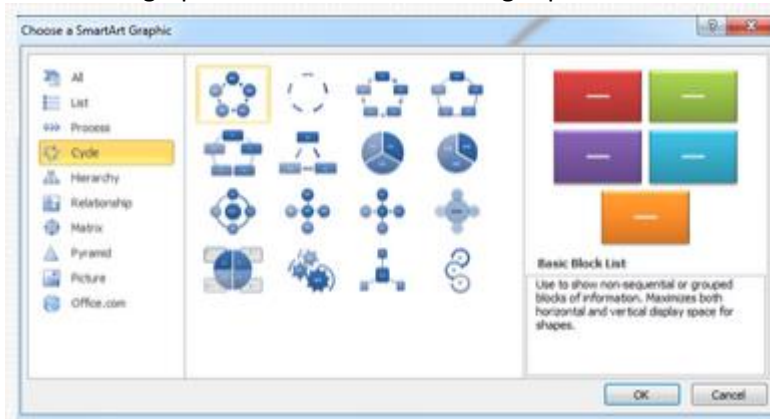 Choose a SmartArt Graphic
All
List
Process
Cycle
Hierarchy
Relationship
Matrix
Pyramid
Picture
Office.com
Basic Block List
Use to show non-sequential or grouped
blocks of information. Maximizes both
horizontal and vertical display space for
shapes.
OK
Cancel